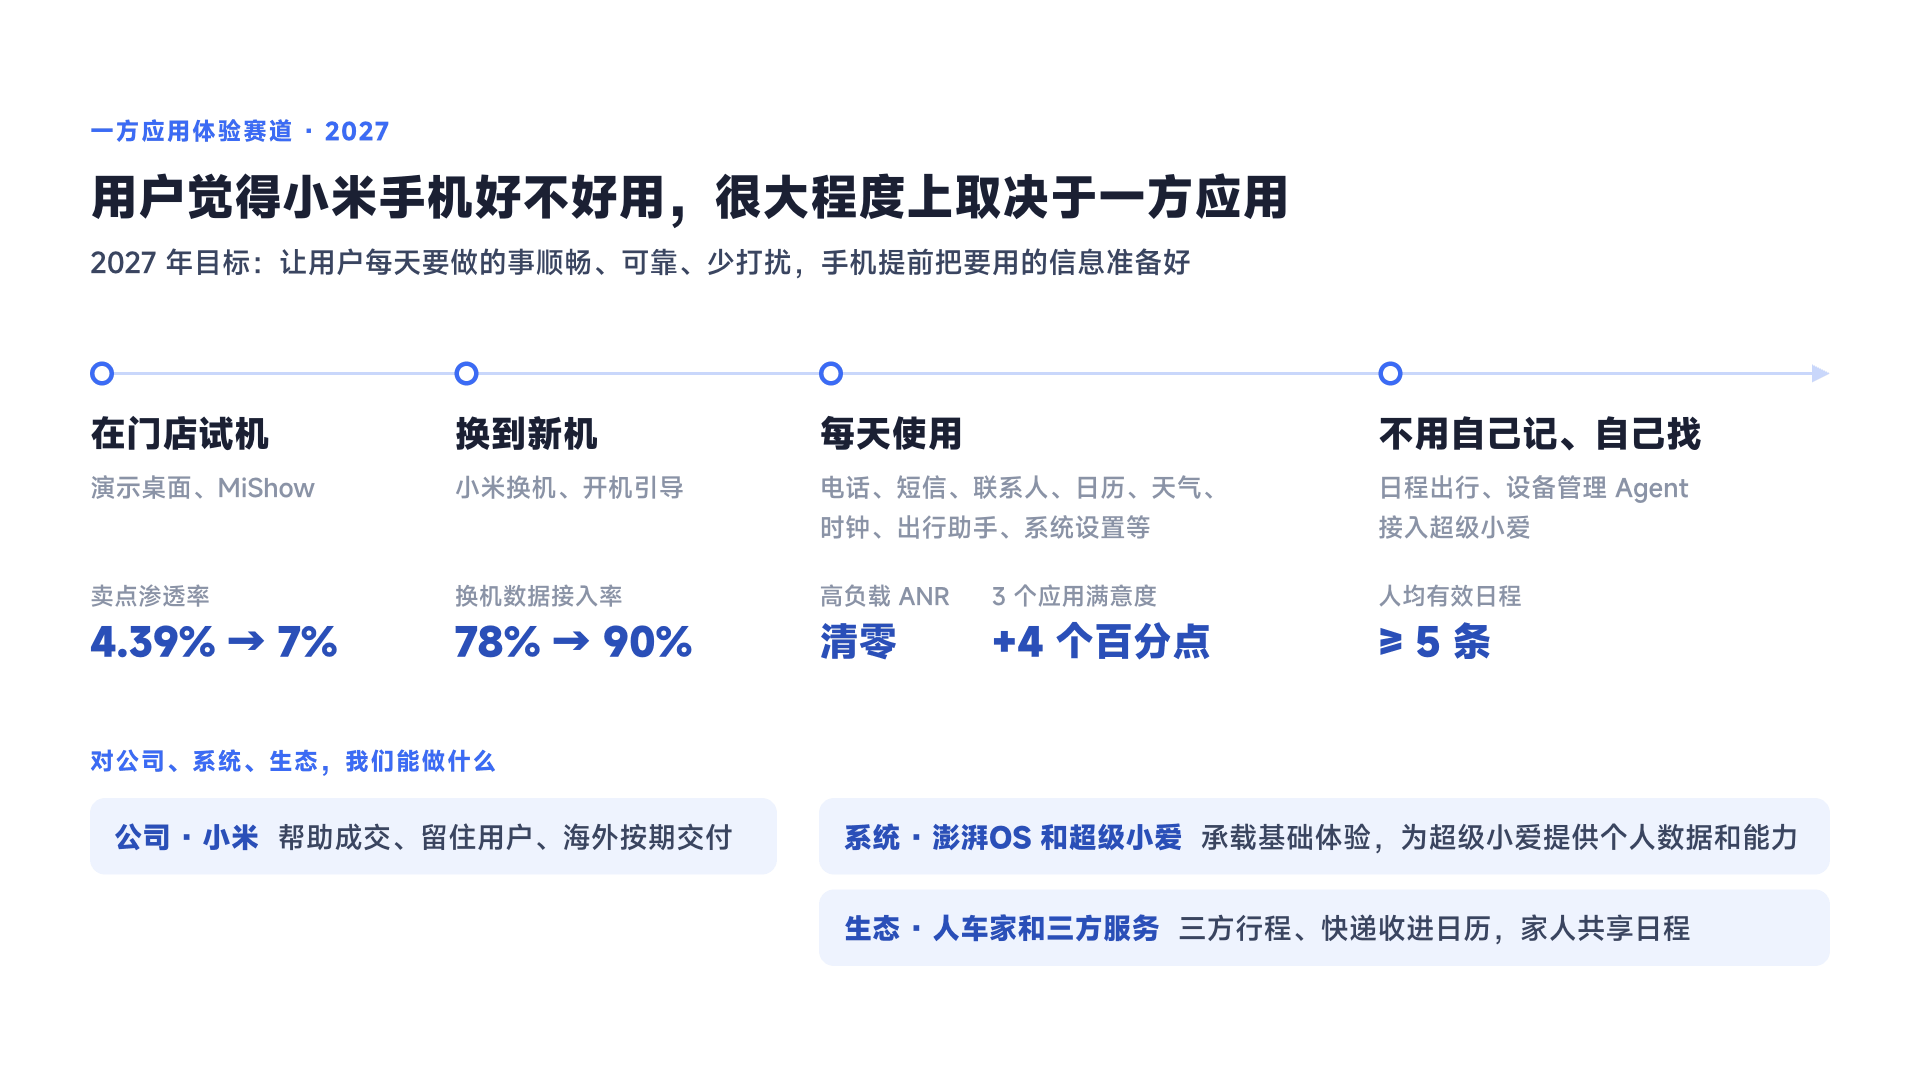 一方应用体验赛道 · 2027
用户觉得小米手机好不好用，很大程度上取决于一方应用
2027 年目标：让用户每天要做的事顺畅、可靠、少打扰，手机提前把要用的信息准备好
在门店试机
演示桌面、MiShow
卖点渗透率
4.39% → 7%
换到新机
小米换机、开机引导
换机数据接入率
78% → 90%
每天使用
电话、短信、联系人、日历、天气、
时钟、出行助手、系统设置等
高负载 ANR
清零
3 个应用满意度
+4 个百分点
不用自己记、自己找
日程出行、设备管理 Agent
接入超级小爱
人均有效日程
≥ 5 条
对公司、系统、生态，我们能做什么
公司 · 小米 帮助成交、留住用户、海外按期交付
系统 · 澎湃OS 和超级小爱 承载基础体验，为超级小爱提供个人数据和能力
生态 · 人车家和三方服务 三方行程、快递收进日历，家人共享日程